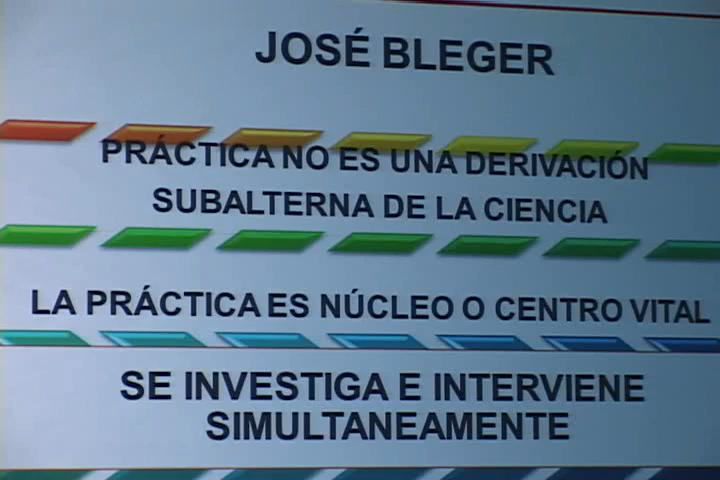 JOSÉ BLEGER
PRÁCTICA NO ES UNA DERIVACIÓN
SUBALTERNA DE LA CIENCIA
LA PRÁCTICA ES NÚCLEO O CENTRO VITAL
SE INVESTIGA E INTERVIENE
SIMULTANEAMENTE